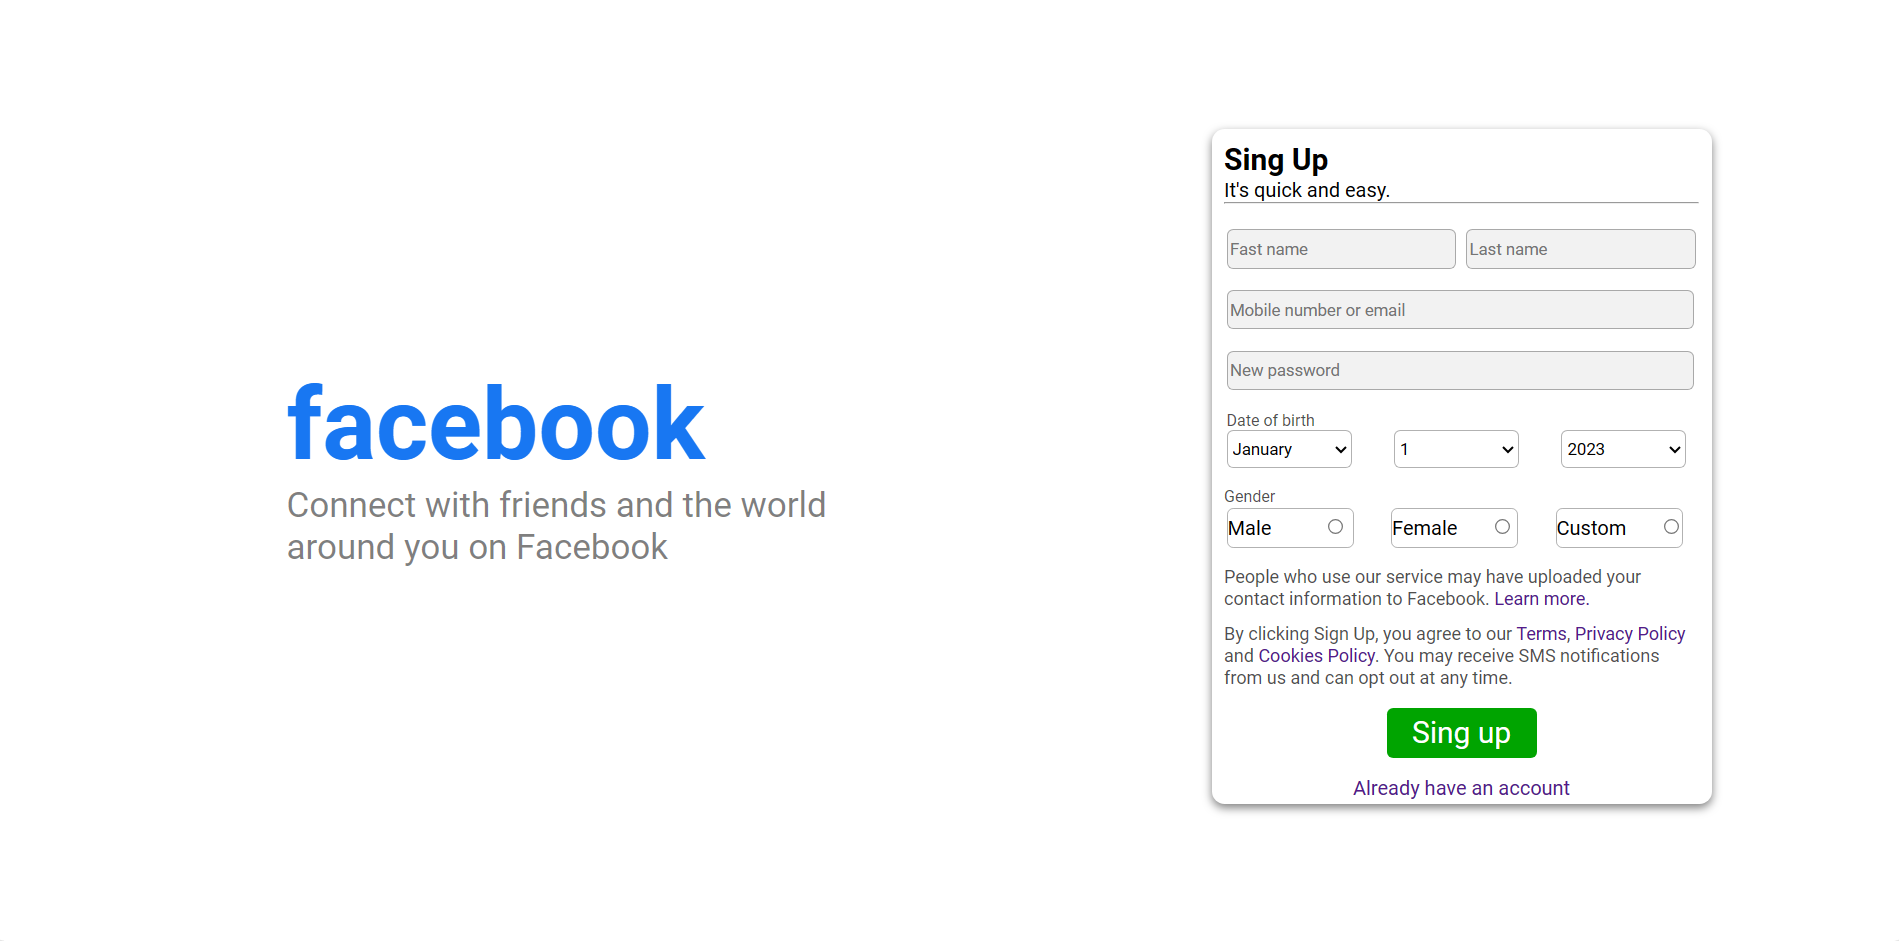 facebook
Connect with friends and the world
around you on Facebook
Sing Up
It's quick and easy.
Fast name Last name
Mobile number or email
New password
Date of birth
January 1 2023
Gender
Male Female Custom
People who use our service may have uploaded your
contact information to Facebook. Learn more.
By clicking Sign Up, you agree to our Terms, Privacy Policy
and Cookies Policy. You may receive SMS notifications
from us and can opt out at any time.
Sing up
Already have an account